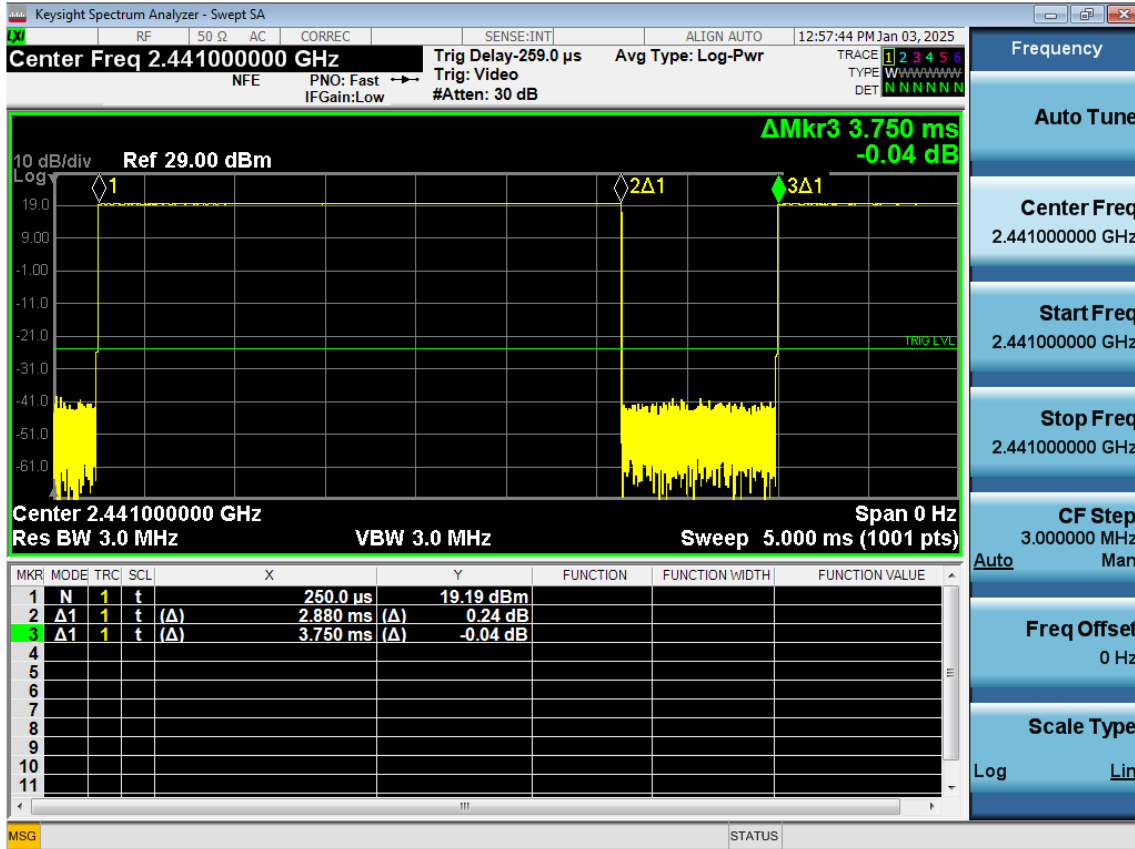 Keysight Spectrum Analyzer - Swept SA
LXI RF 50 Ω AC CORREC SENSE:INT ALIGN AUTO 12:57:44 PM Jan 03, 2025
Center Freq 2.441000000 GHz
NFE PNO: Fast
IFGain:Low
Trig Delay-259.0 µs
Trig: Video
#Atten: 30 dB
Avg Type: Log-Pwr
TRACE 1 2 3 4 5 6
TYPE WWWWWWW
DET N N N N N N
ΔMkr3 3.750 ms
-0.04 dB
10 dB/div Ref 29.00 dBm
Log
1 2Δ1 3Δ1
19.0
9.00
-1.00
-11.0
-21.0
TRIG LVL
-31.0
-41.0
-51.0
-61.0
Center 2.441000000 GHz Span 0 Hz
Res BW 3.0 MHz VBW 3.0 MHz Sweep 5.000 ms (1001 pts)
MKR MODE TRC SCL X Y FUNCTION FUNCTION WIDTH FUNCTION VALUE
1 N 1 t 250.0 µs 19.19 dBm
2 Δ1 1 t (Δ) 2.880 ms (Δ) 0.24 dB
3 Δ1 1 t (Δ) 3.750 ms (Δ) -0.04 dB
4
5
6
7
8
9
10
11
MSG STATUS
Frequency
Auto Tune
Center Freq
2.441000000 GHz
Start Freq
2.441000000 GHz
Stop Freq
2.441000000 GHz
CF Step
3.000000 MHz
Auto Man
Freq Offset
0 Hz
Scale Type
Log Lin